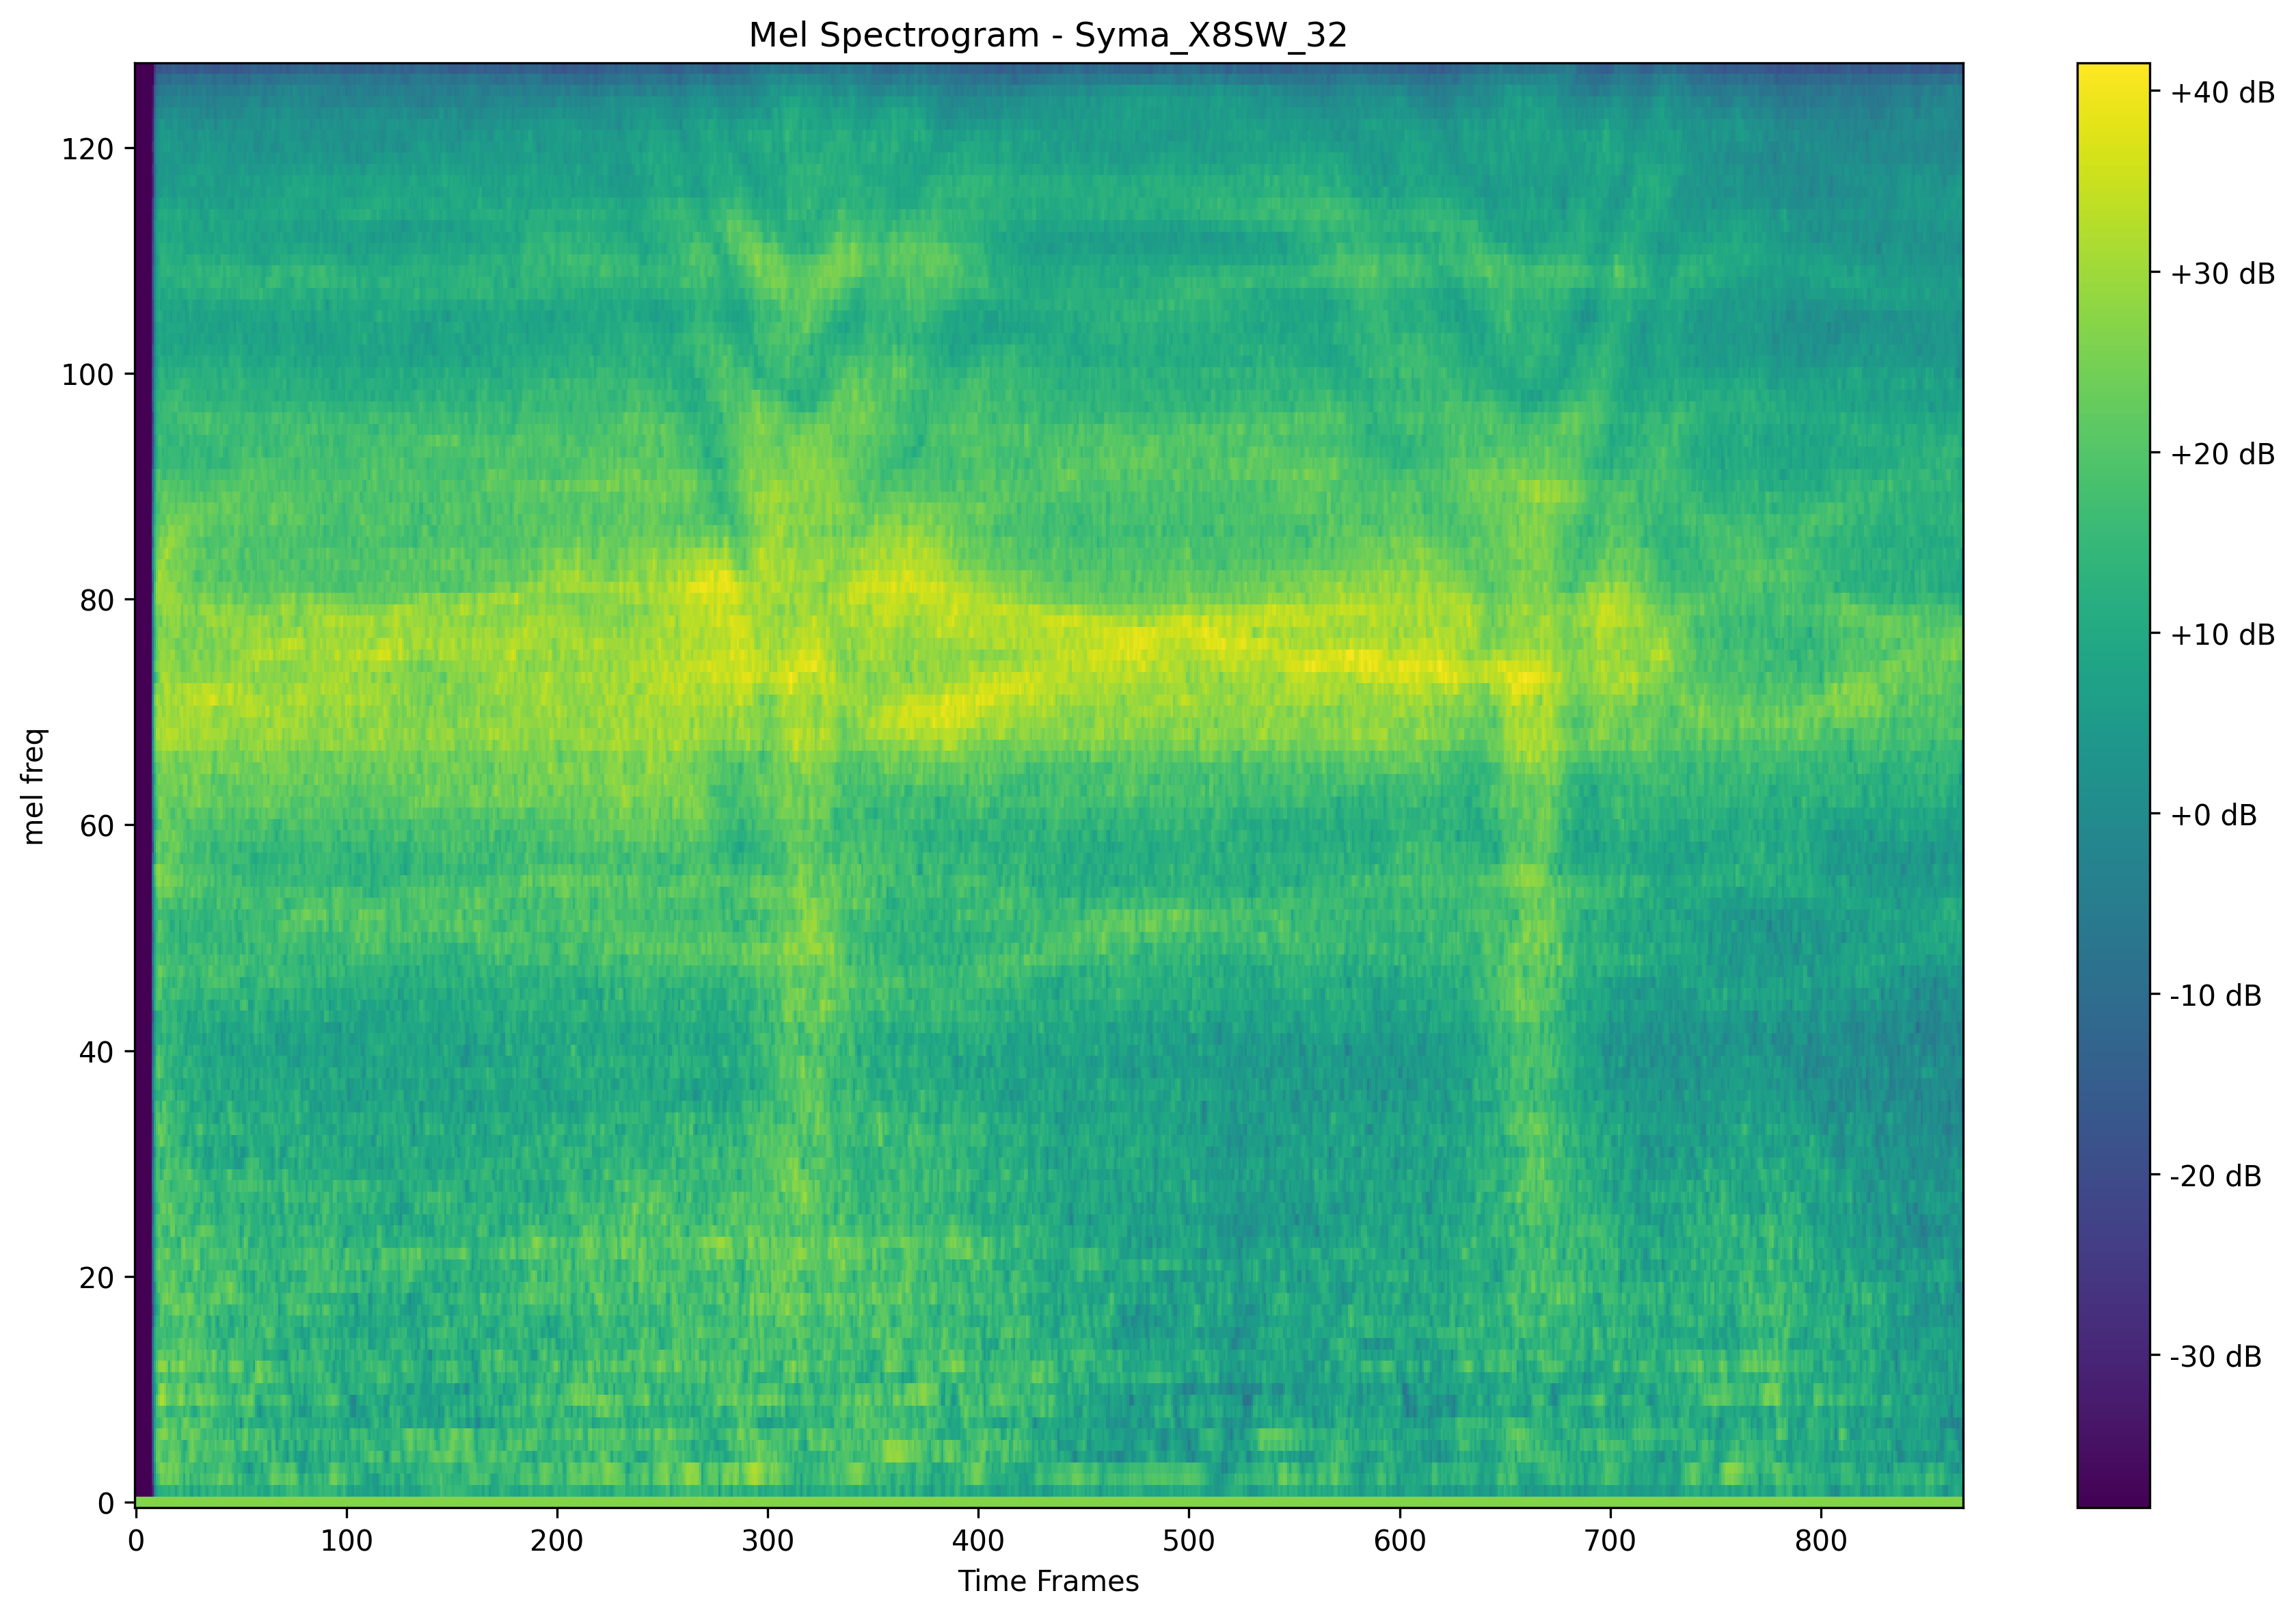 Mel Spectrogram - Syma_X8SW_32
mel freq
120
100
80
60
40
20
0
0 100 200 300 400 500 600 700 800
Time Frames
+40 dB
+30 dB
+20 dB
+10 dB
+0 dB
-10 dB
-20 dB
-30 dB